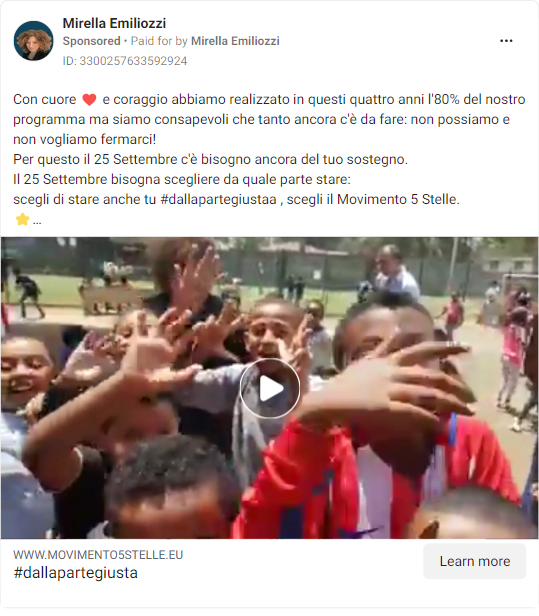 Mirella Emiliozzi
Sponsored • Paid for by Mirella Emiliozzi
ID: 3300257633592924
Con cuore ❤️ e coraggio abbiamo realizzato in questi quattro anni l'80% del nostro
programma ma siamo consapevoli che tanto ancora c'è da fare: non possiamo e
non vogliamo fermarci!
Per questo il 25 Settembre c'è bisogno ancora del tuo sostegno.
Il 25 Settembre bisogna scegliere da quale parte stare:
scegli di stare anche tu #dallapartegiustaa , scegli il Movimento 5 Stelle.
⭐ ...
WWW.MOVIMENTO5STELLE.EU
#dallapartegiusta
Learn more